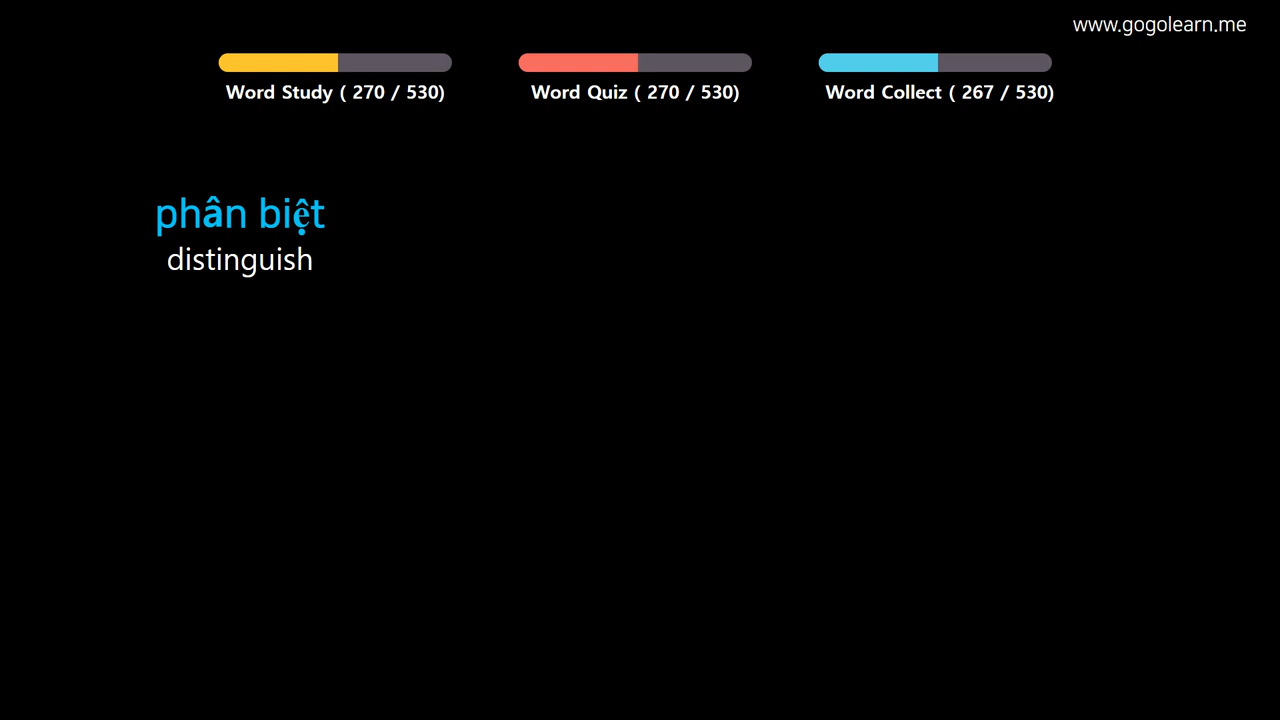 www.gogolearn.me
Word Study ( 270 / 530)
Word Quiz ( 270 / 530)
Word Collect ( 267 / 530)
phân biệt
distinguish